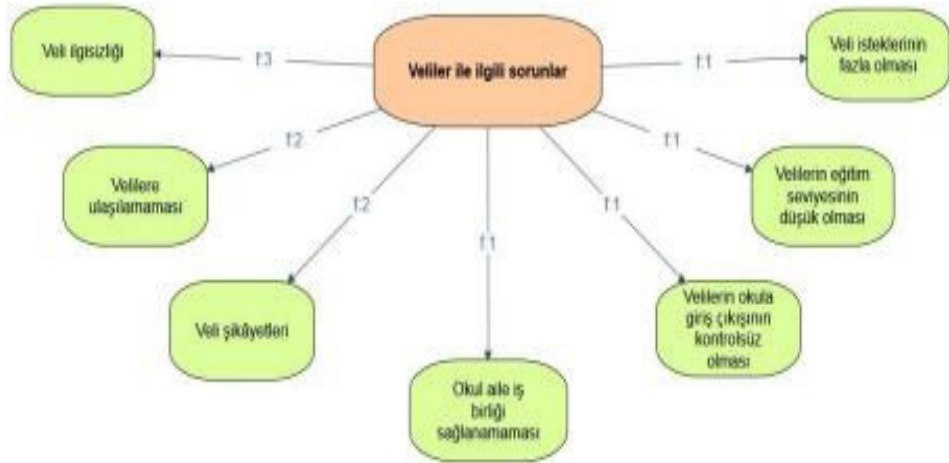 Veliler ile ilgili sorunlar
Veli ilgisizliği
f:3
f:1
Veli isteklerinin
fazla olması
f:2
Velilere
ulaşılamaması
f:1
Velilerin eğitim
seviyesinin
düşük olması
f:2
Veli şikâyetleri
f:1
Velilerin okula
giriş çıkışının
kontrolsüz
olması
f:1
Okul aile iş
birliği
sağlanamaması